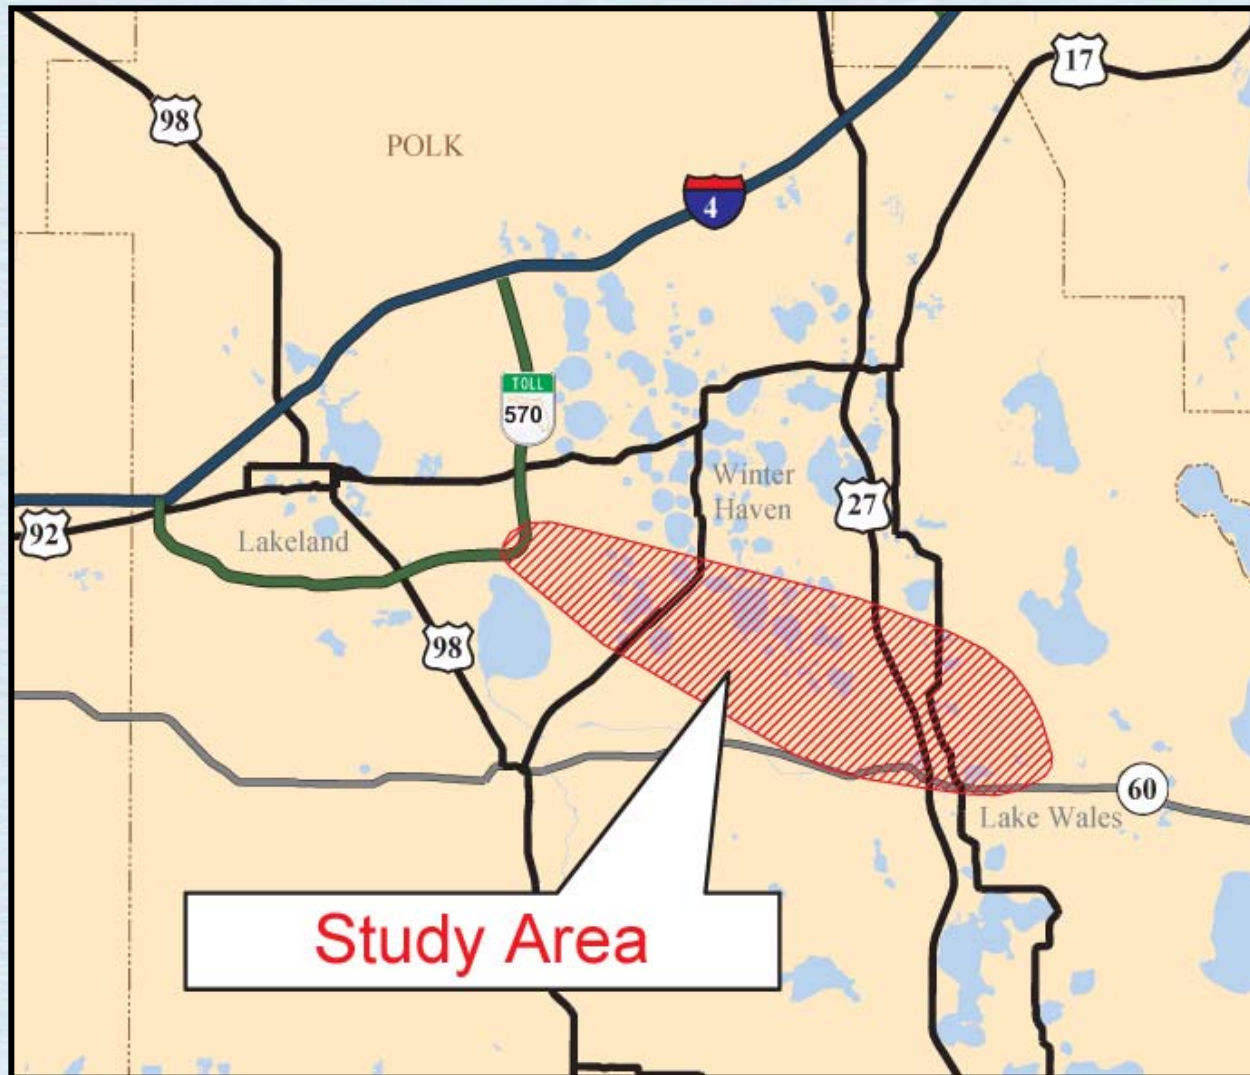 17
98
POLK
4
TOLL
570
Winter
Haven
27
92
Lakeland
98
60
Lake Wales
Study Area